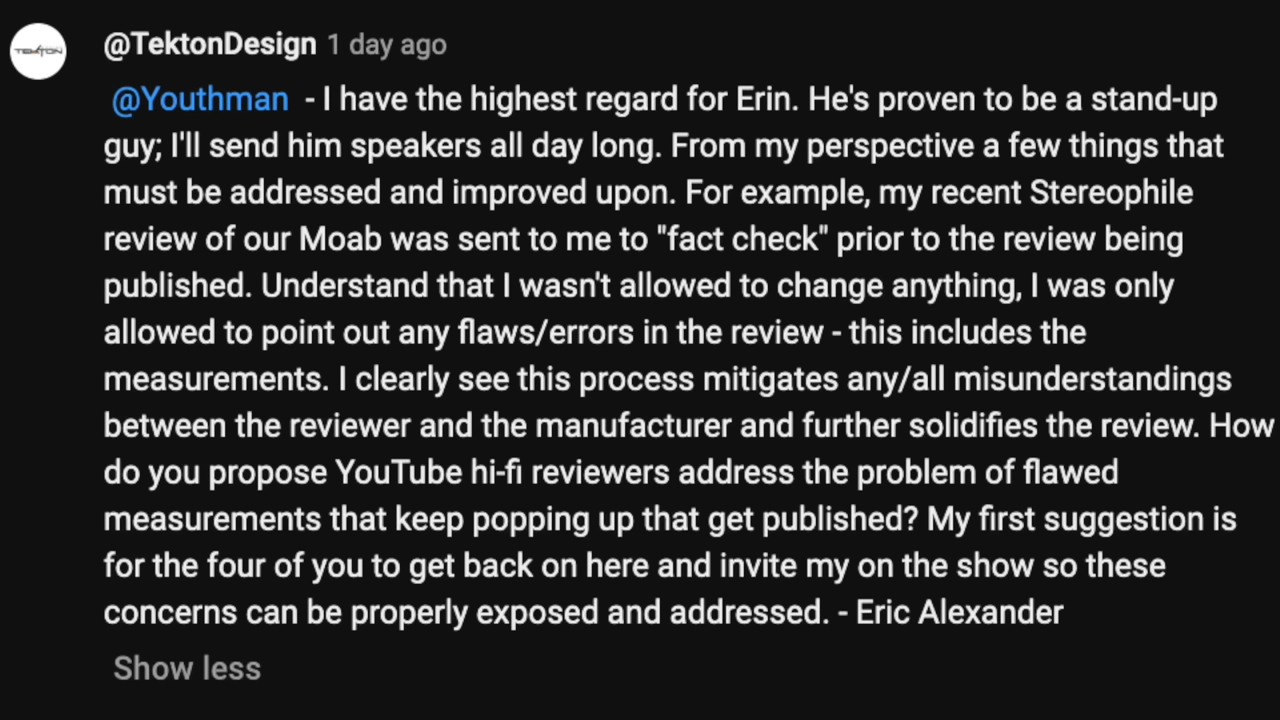 @TektonDesign 1 day ago
TEKTON
@Youthman - I have the highest regard for Erin. He's proven to be a stand-up
guy; I'll send him speakers all day long. From my perspective a few things that
must be addressed and improved upon. For example, my recent Stereophile
review of our Moab was sent to me to "fact check" prior to the review being
published. Understand that I wasn't allowed to change anything, I was only
allowed to point out any flaws/errors in the review - this includes the
measurements. I clearly see this process mitigates any/all misunderstandings
between the reviewer and the manufacturer and further solidifies the review. How
do you propose YouTube hi-fi reviewers address the problem of flawed
measurements that keep popping up that get published? My first suggestion is
for the four of you to get back on here and invite my on the show so these
concerns can be properly exposed and addressed. - Eric Alexander
Show less